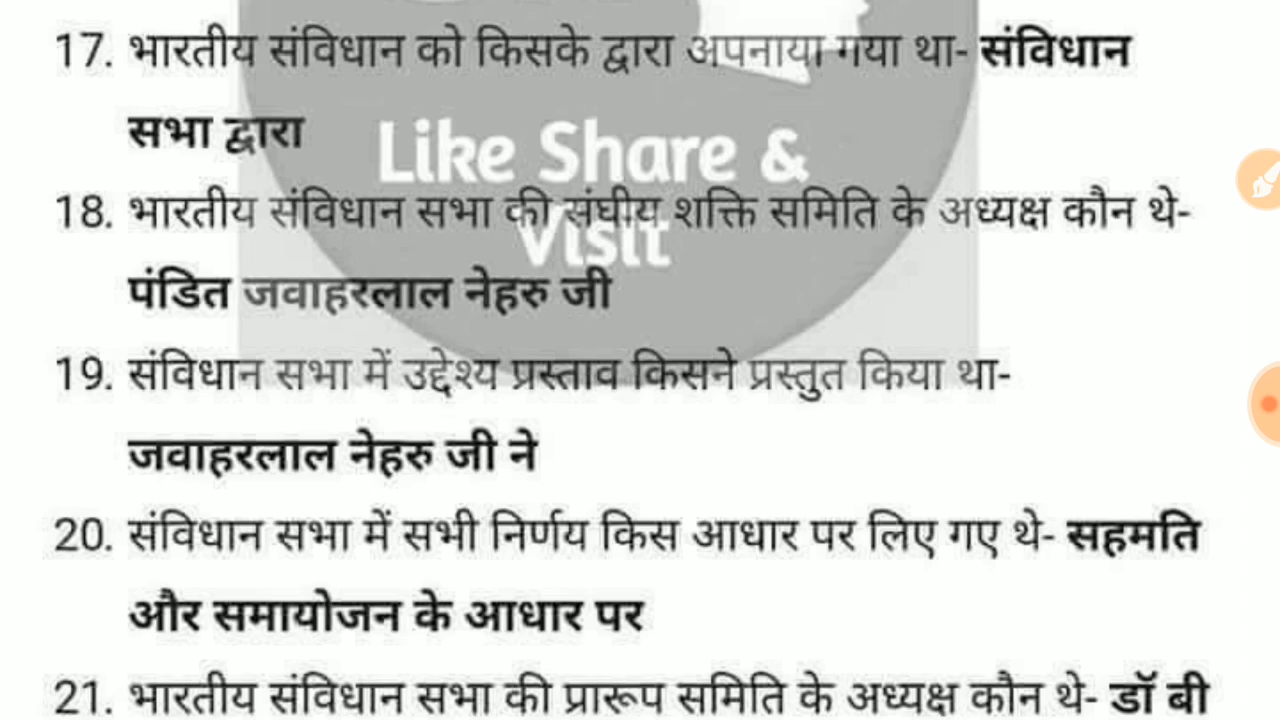 17. भारतीय संविधान को किसके द्वारा अपनाया गया था- संविधान
सभा द्वारा
Like Share &
18. भारतीय संविधान सभा की संघीय शक्ति समिति के अध्यक्ष कौन थे-
Visit
पंडित जवाहरलाल नेहरु जी
19. संविधान सभा में उद्देश्य प्रस्ताव किसने प्रस्तुत किया था-
जवाहरलाल नेहरु जी ने
20. संविधान सभा में सभी निर्णय किस आधार पर लिए गए थे- सहमति
और समायोजन के आधार पर
21. भारतीय संविधान सभा की प्रारूप समिति के अध्यक्ष कौन थे- डॉ बी